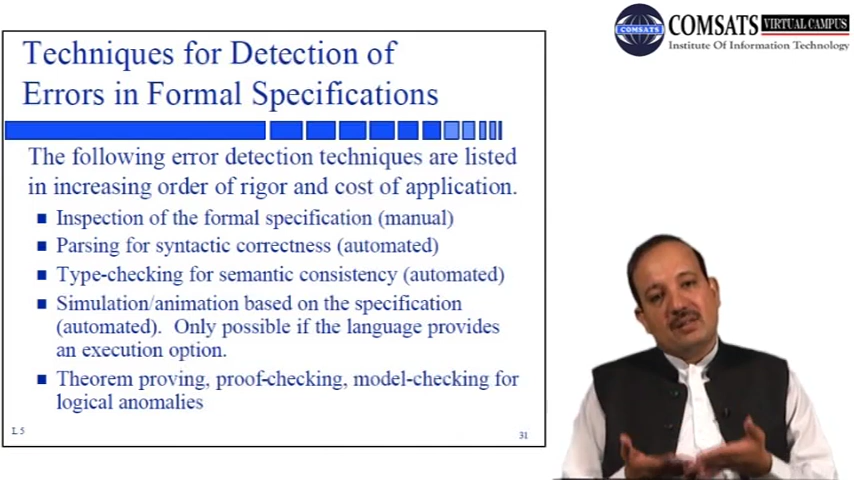 COMSATS VIRTUAL CAMPUS
COMSATS
Institute Of Information Technology
Techniques for Detection of
Errors in Formal Specifications
The following error detection techniques are listed
in increasing order of rigor and cost of application.
Inspection of the formal specification (manual)
Parsing for syntactic correctness (automated)
Type-checking for semantic consistency (automated)
Simulation/animation based on the specification
(automated). Only possible if the language provides
an execution option.
Theorem proving, proof-checking, model-checking for
logical anomalies
L 5
31